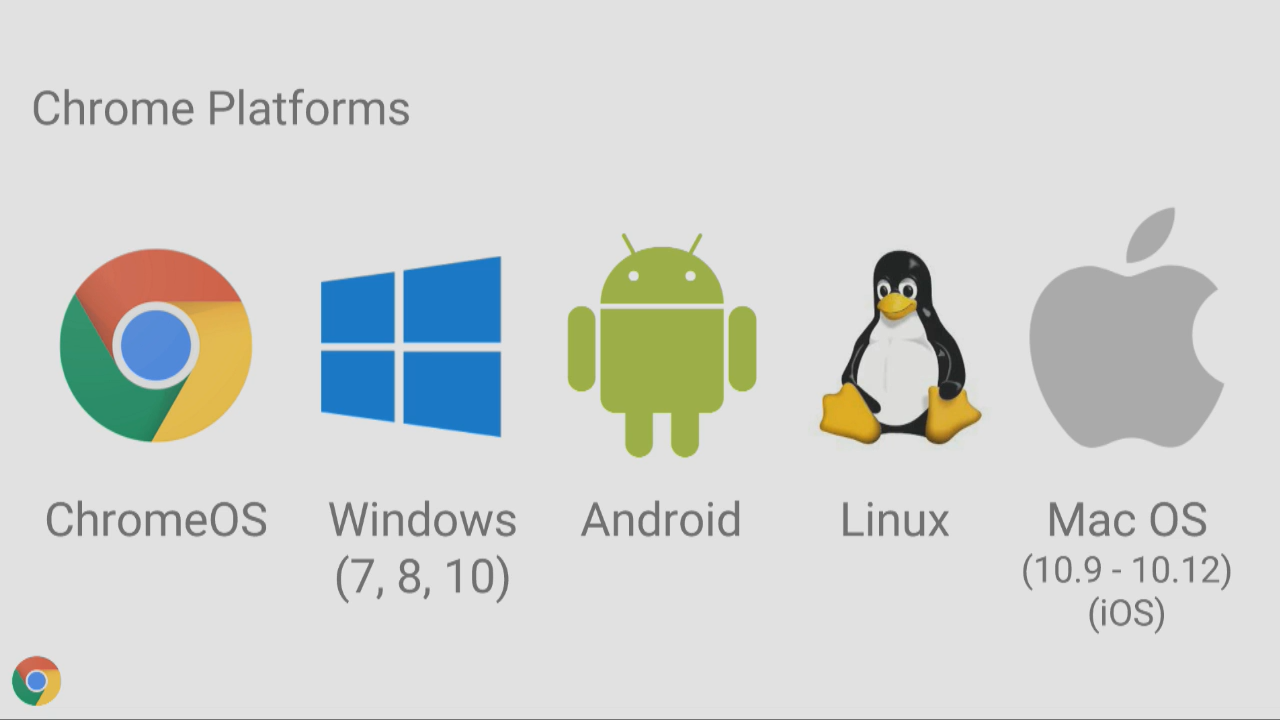 Chrome Platforms
ChromeOS
Windows
(7, 8, 10)
Android
Linux
Mac OS
(10.9 - 10.12)
(iOS)